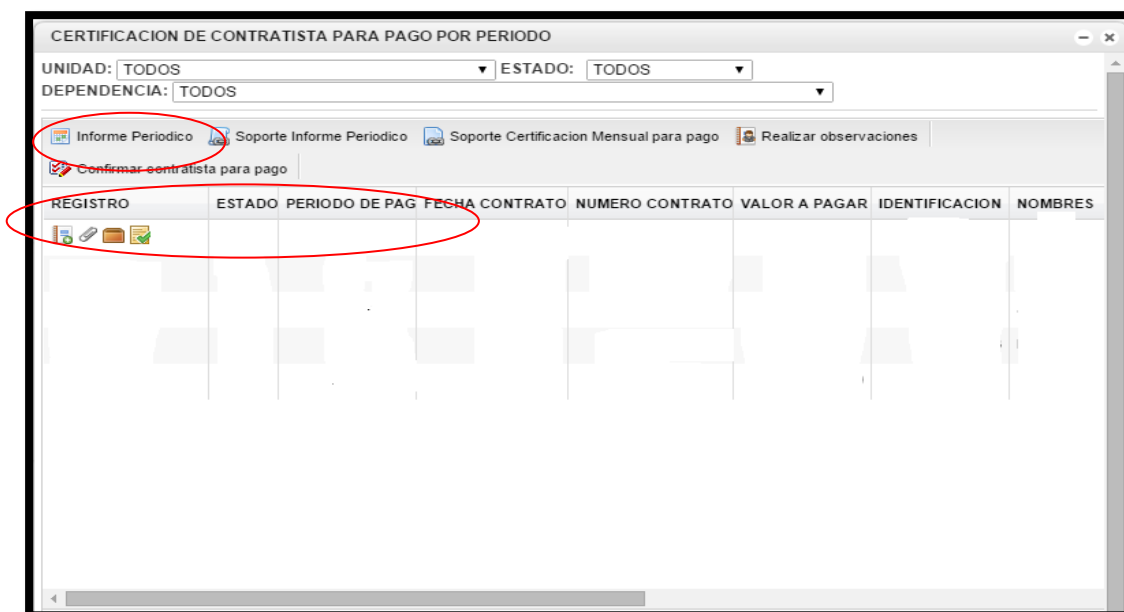 CERTIFICACION DE CONTRATISTA PARA PAGO POR PERIODO
UNIDAD: TODOS ESTADO: TODOS
DEPENDENCIA: TODOS
Informe Periodico Soporte Informe Periodico Soporte Certificacion Mensual para pago Realizar observaciones
Confirmar contratista para pago
REGISTRO ESTADO PERIODO DE PAG FECHA CONTRATO NUMERO CONTRATO VALOR A PAGAR IDENTIFICACION NOMBRES